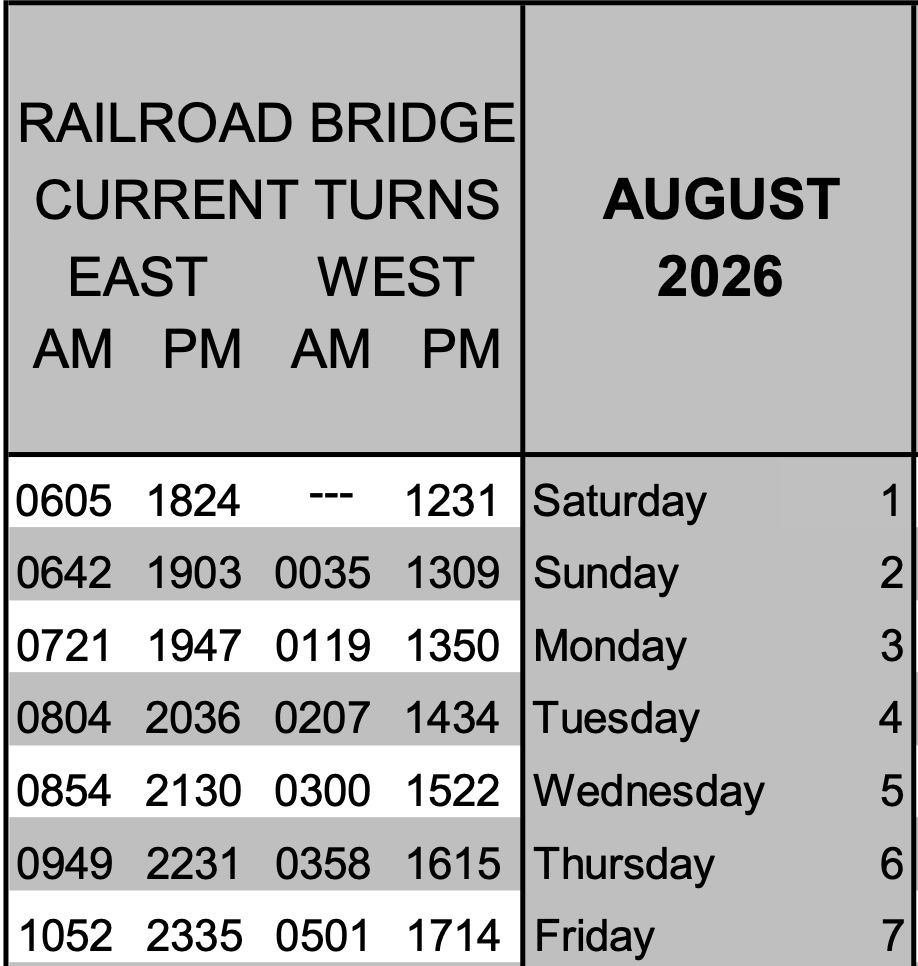 RAILROAD BRIDGE
CURRENT TURNS
EAST WEST
AM PM AM PM
AUGUST
2026
0605 1824 --- 1231 Saturday 1
0642 1903 0035 1309 Sunday 2
0721 1947 0119 1350 Monday 3
0804 2036 0207 1434 Tuesday 4
0854 2130 0300 1522 Wednesday 5
0949 2231 0358 1615 Thursday 6
1052 2335 0501 1714 Friday 7